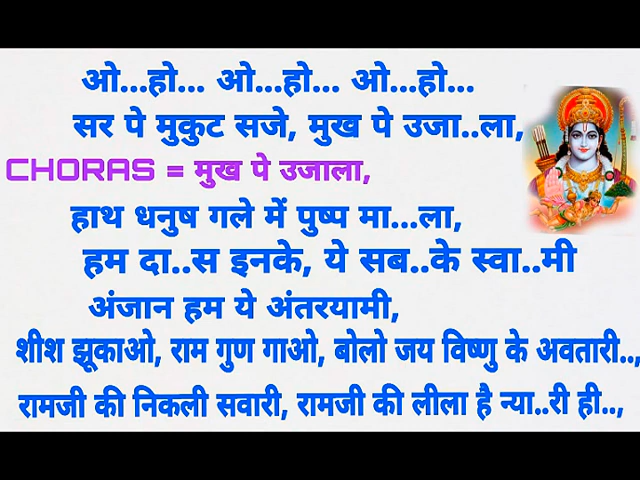 ओ...हो... ओ...हो... ओ...हो...
सर पे मुकुट सजे, मुख पे उजा..ला,
CHORAS = मुख पे उजाला,
हाथ धनुष गले में पुष्प मा...ला,
हम दा..स इनके, ये सब..के स्वा..मी
अंजान हम ये अंतरयामी,
शीश झूकाओ, राम गुण गाओ, बोलो जय विष्णु के अवतारी..,
रामजी की निकली सवारी, रामजी की लीला है न्या..री ही..,